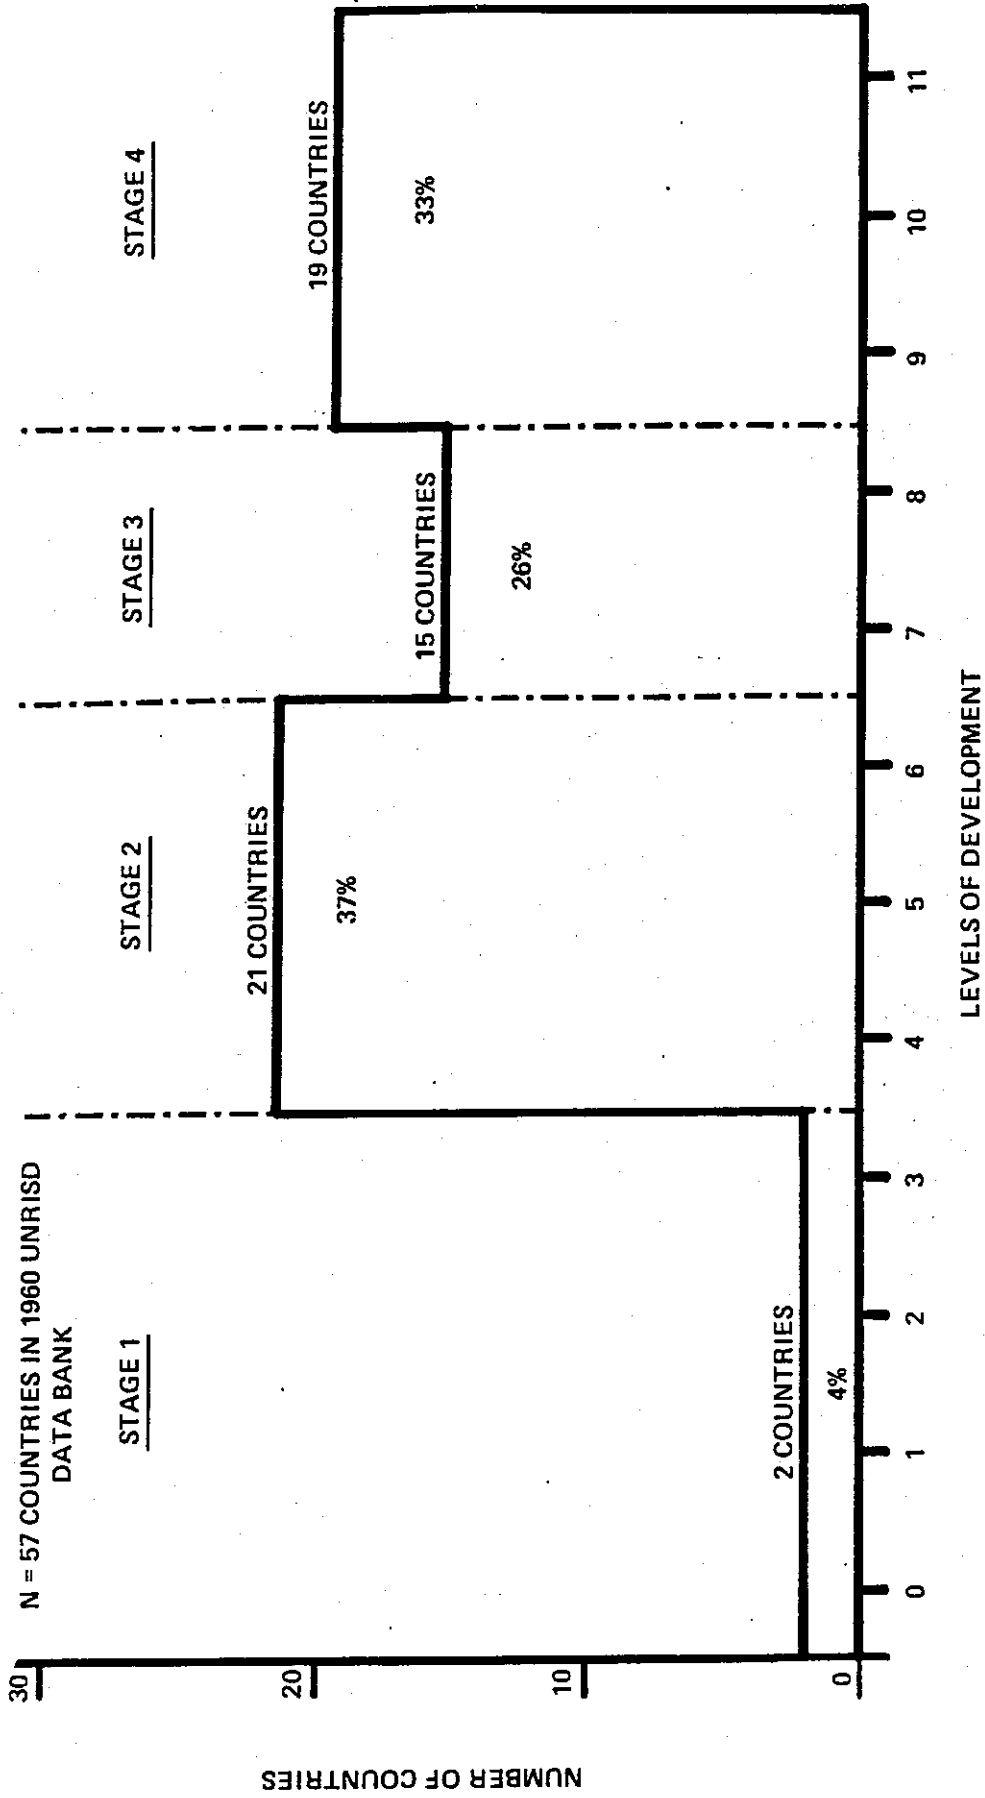 N = 57 COUNTRIES IN 1960 UNRISD
DATA BANK
STAGE 1
STAGE 2
STAGE 3
STAGE 4
30
20
10
0
NUMBER OF COUNTRIES
2 COUNTRIES
4%
21 COUNTRIES
37%
15 COUNTRIES
26%
19 COUNTRIES
33%
0 1 2 3 4 5 6 7 8 9 10 11
LEVELS OF DEVELOPMENT